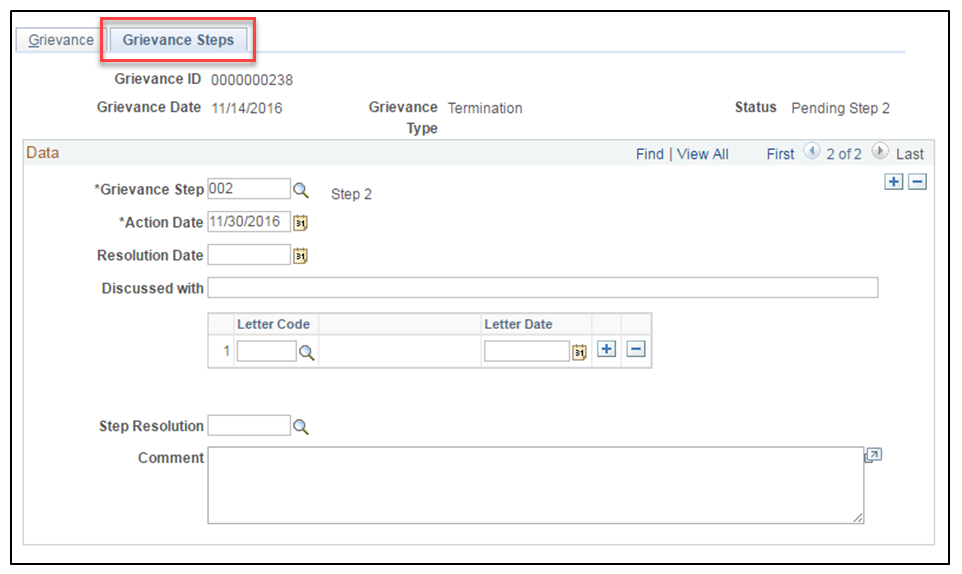 Grievance Grievance Steps
Grievance ID 0000000238
Grievance Date 11/14/2016 Grievance Type Termination Status Pending Step 2
Data Find | View All First 2 of 2 Last
*Grievance Step 002 Step 2
*Action Date 11/30/2016
Resolution Date
Discussed with
Letter Code Letter Date
1
Step Resolution
Comment